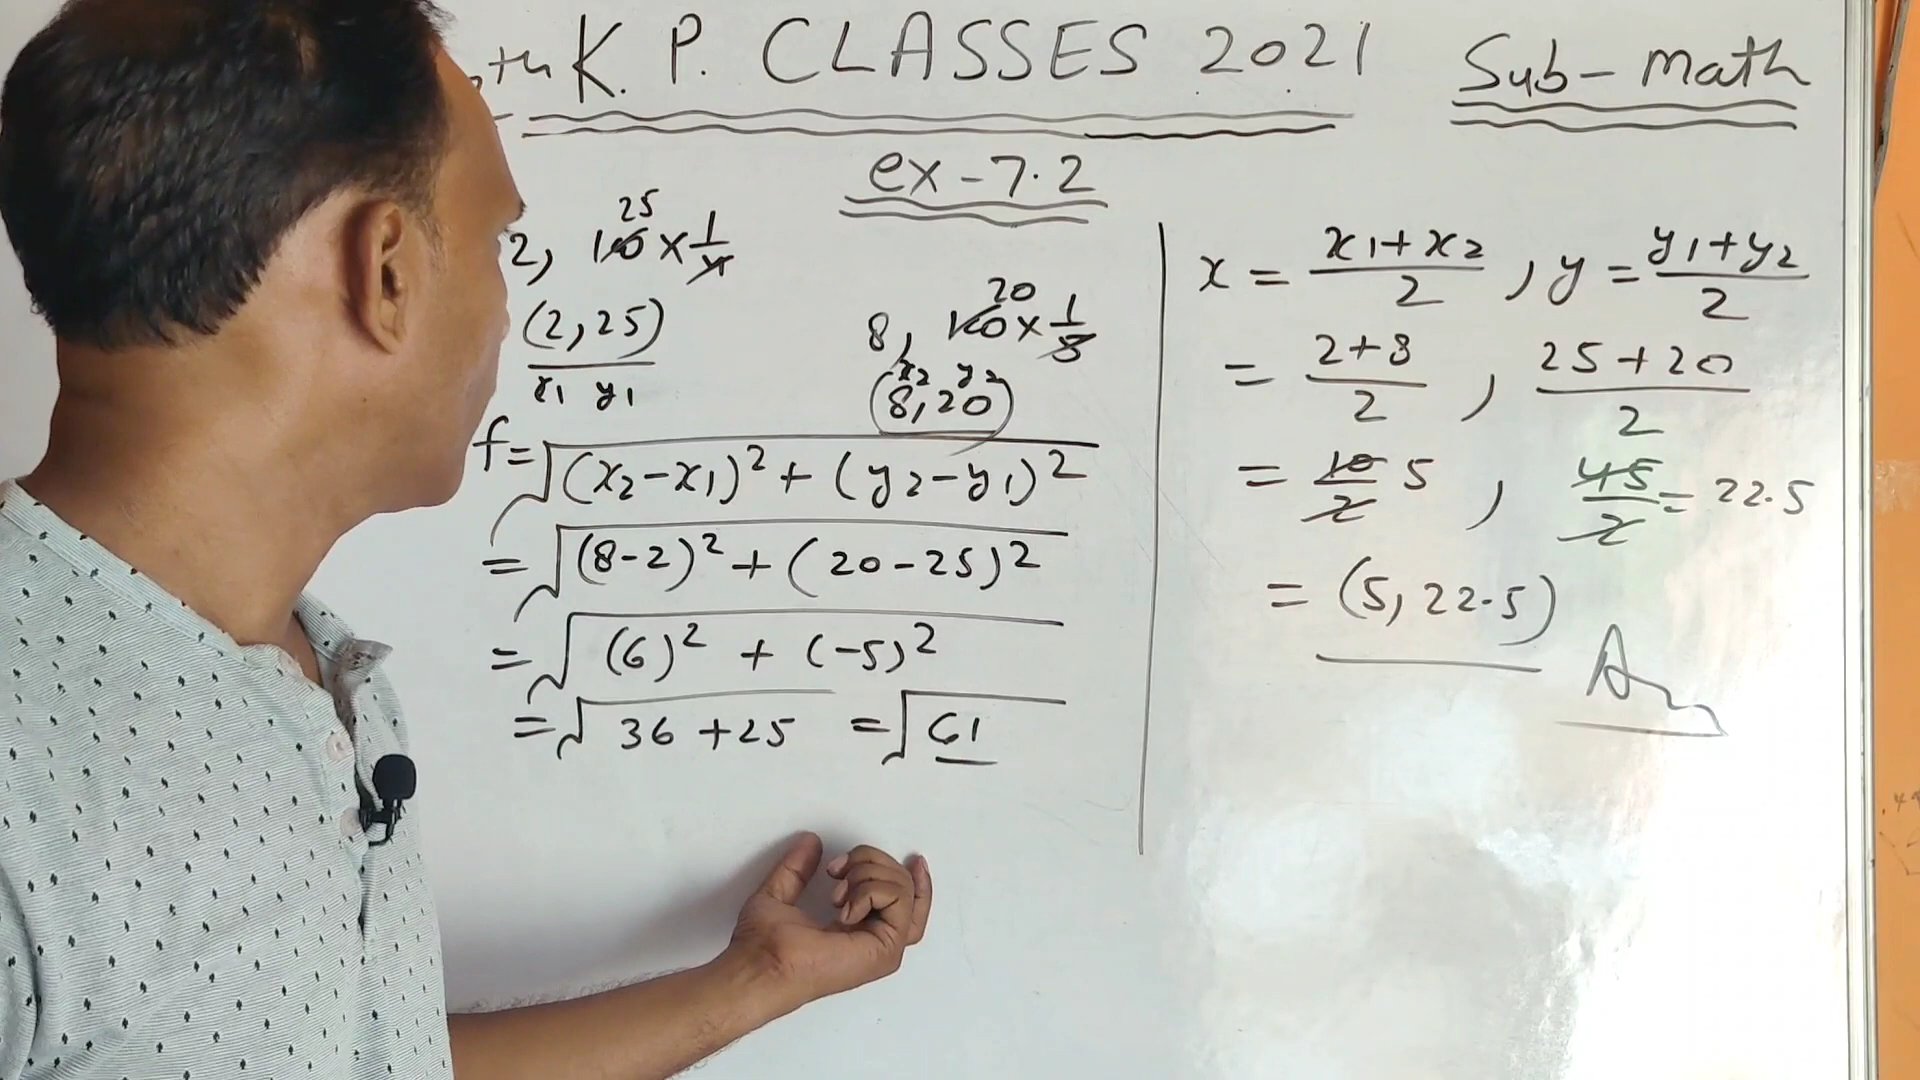 K. P. CLASSES 2021
Sub-math
ex-7.2
2, 100 × 1/4
25
(2, 25)
x1 y1
8, 100 × 1/5
20
x2 y2
(8, 20)
f = √(x2-x1)² + (y2-y1)²
= √(8-2)² + (20-25)²
= √(6)² + (-5)²
= √36+25 = √61
x = x1+x2/2, y = y1+y2/2
= 2+8/2, 25+20/2
= 10/2 5, 45/2 = 22.5
= (5, 22.5)
Ans